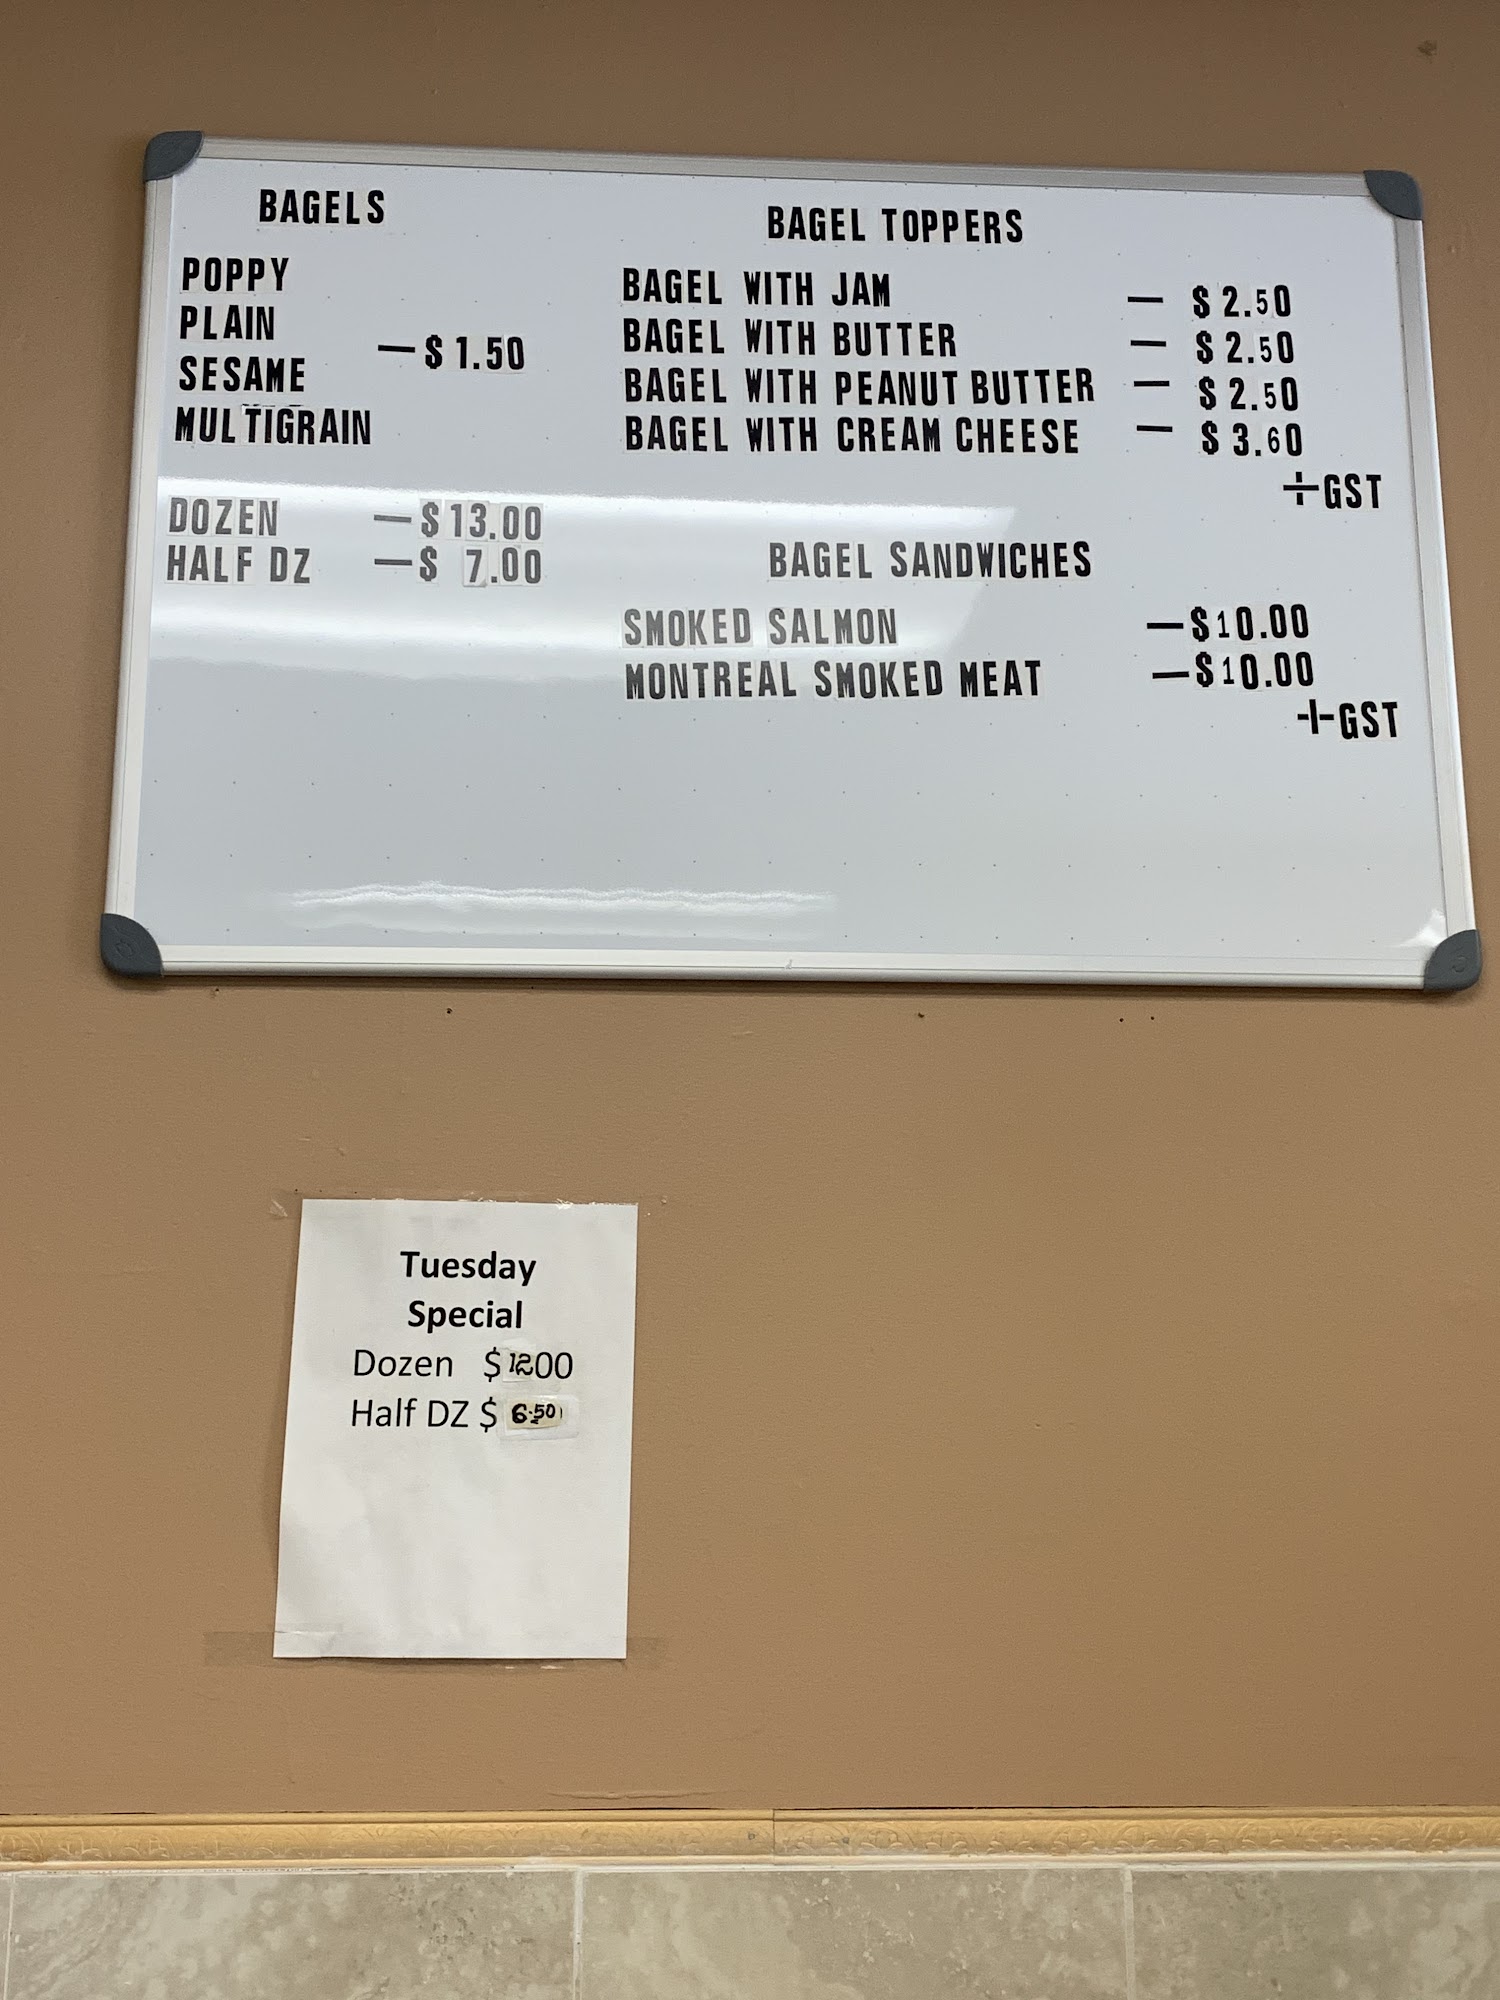 BAGELS
POPPY
PLAIN
SESAME
MULTIGRAIN
— $ 1.50
DOZEN — $ 13.00
HALF DZ — $ 7.00
BAGEL TOPPERS
BAGEL WITH JAM — $ 2.50
BAGEL WITH BUTTER — $ 2.50
BAGEL WITH PEANUT BUTTER — $ 2.50
BAGEL WITH CREAM CHEESE — $ 3.60
+GST
BAGEL SANDWICHES
SMOKED SALMON — $10.00
MONTREAL SMOKED MEAT — $10.00
+GST
Tuesday
Special
Dozen $ 12.00
Half DZ $ 6.50